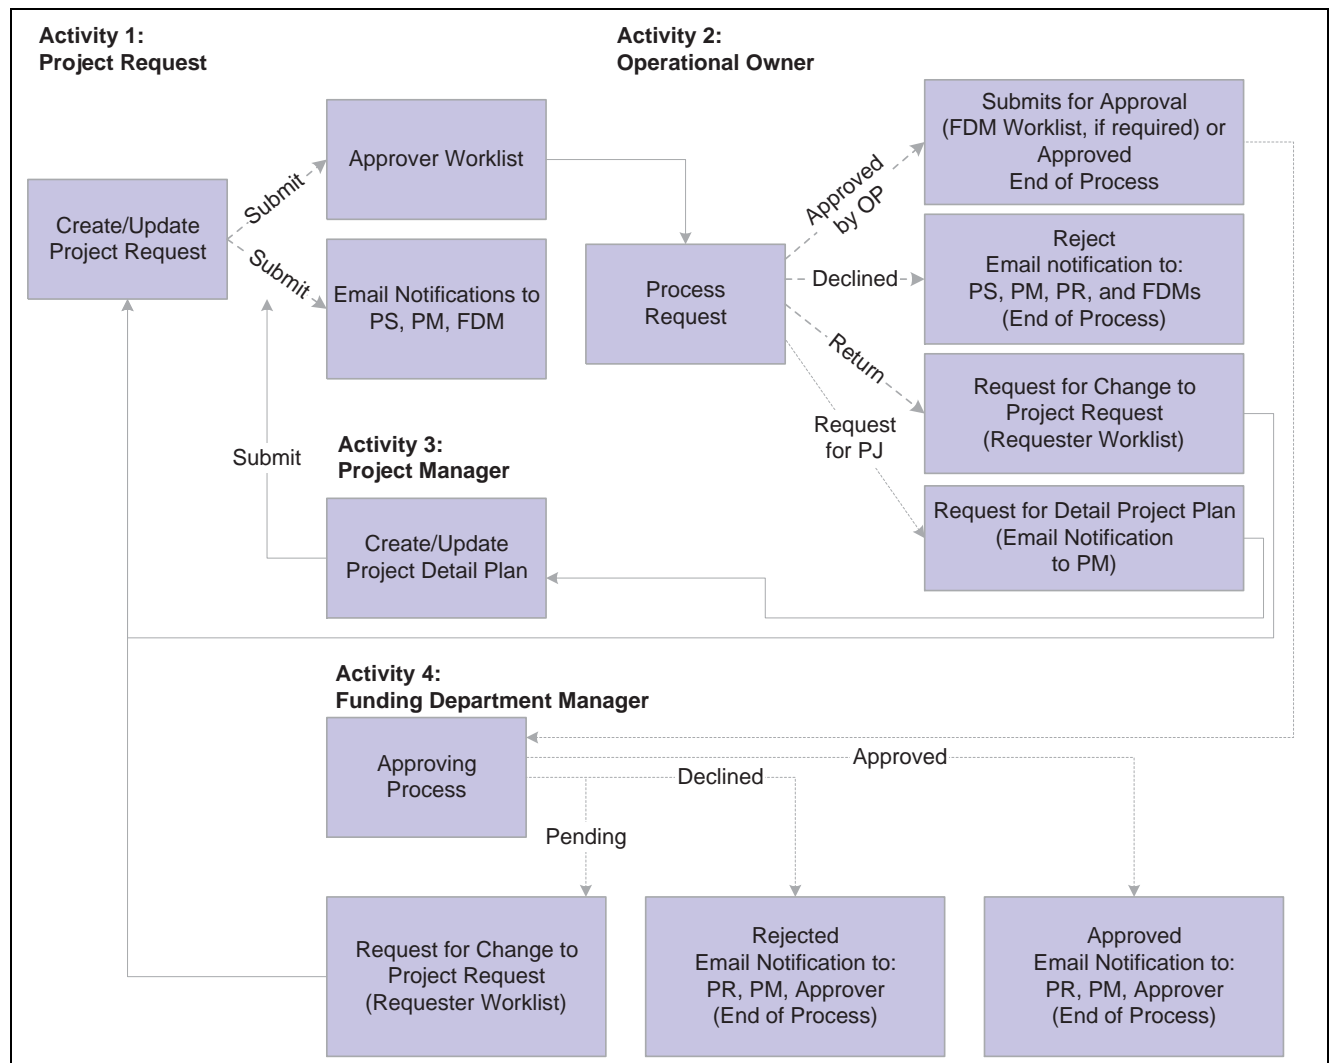 Activity 1:
Project Request
Activity 2:
Operational Owner
Create/Update
Project Request
Submit
Submit
Approver Worklist
Email Notifications to
PS, PM, FDM
Process
Request
Approved
by OP
Declined
Return
Request
for PJ
Submits for Approval
(FDM Worklist, if required) or
Approved
End of Process
Reject
Email notification to:
PS, PM, PR, and FDMs
(End of Process)
Request for Change to
Project Request
(Requester Worklist)
Request for Detail Project Plan
(Email Notification
to PM)
Activity 3:
Project Manager
Submit
Create/Update
Project Detail Plan
Activity 4:
Funding Department Manager
Approving
Process
Approved
Declined
Pending
Request for Change to
Project Request
(Requester Worklist)
Rejected
Email Notification to:
PR, PM, Approver
(End of Process)
Approved
Email Notification to:
PR, PM, Approver
(End of Process)